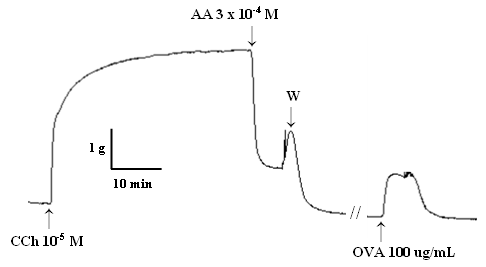 AA 3 x 10⁻⁴ M
W
1 g
10 min
//
CCh 10⁻⁵ M
OVA 100 ug/mL